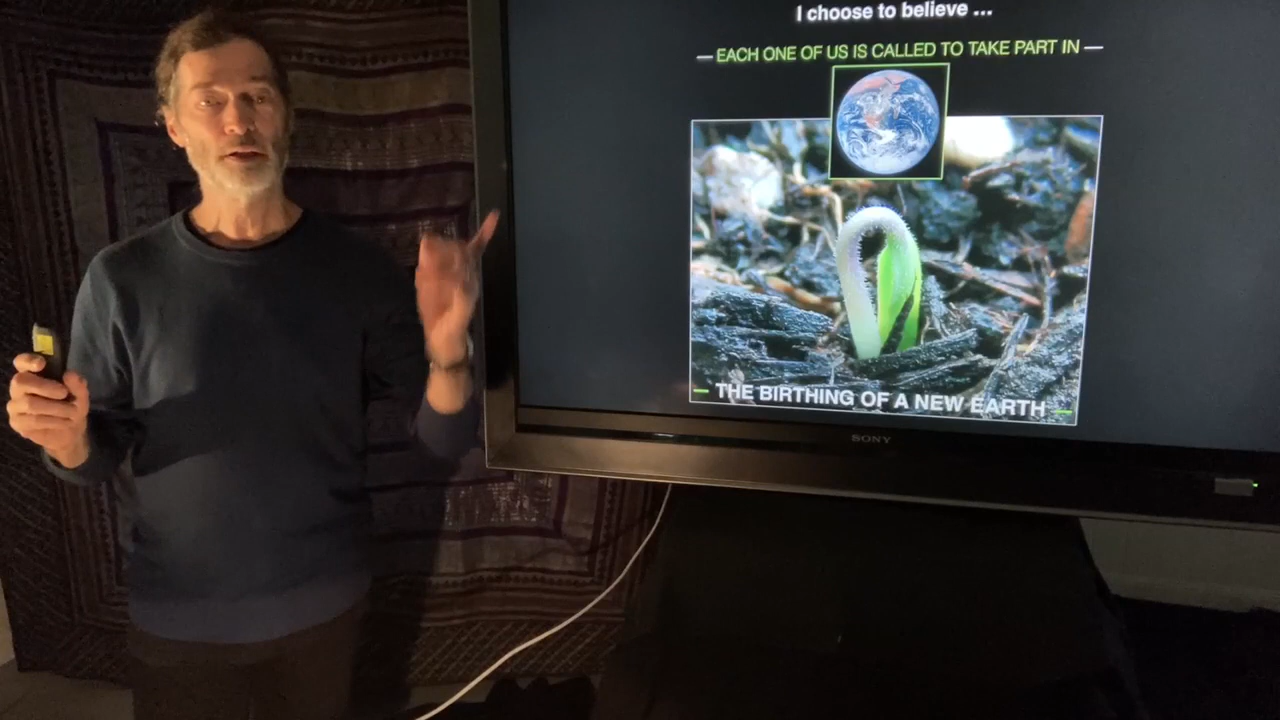 I choose to believe ...
— EACH ONE OF US IS CALLED TO TAKE PART IN —
THE BIRTHING OF A NEW EARTH
SONY